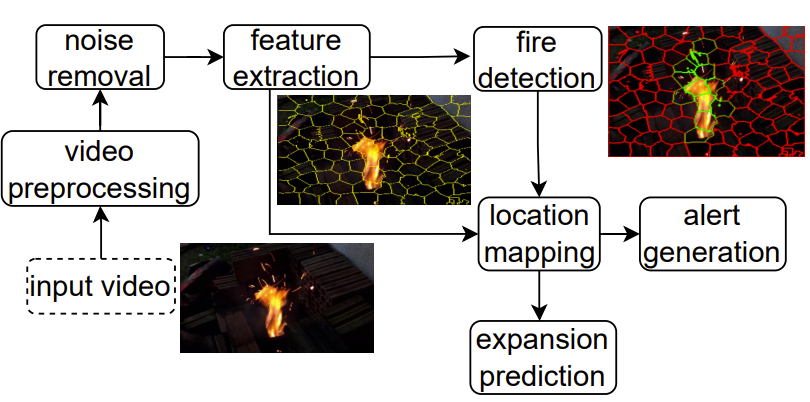 noise
removal
feature
extraction
fire
detection
video
preprocessing
location
mapping
alert
generation
input video
expansion
prediction